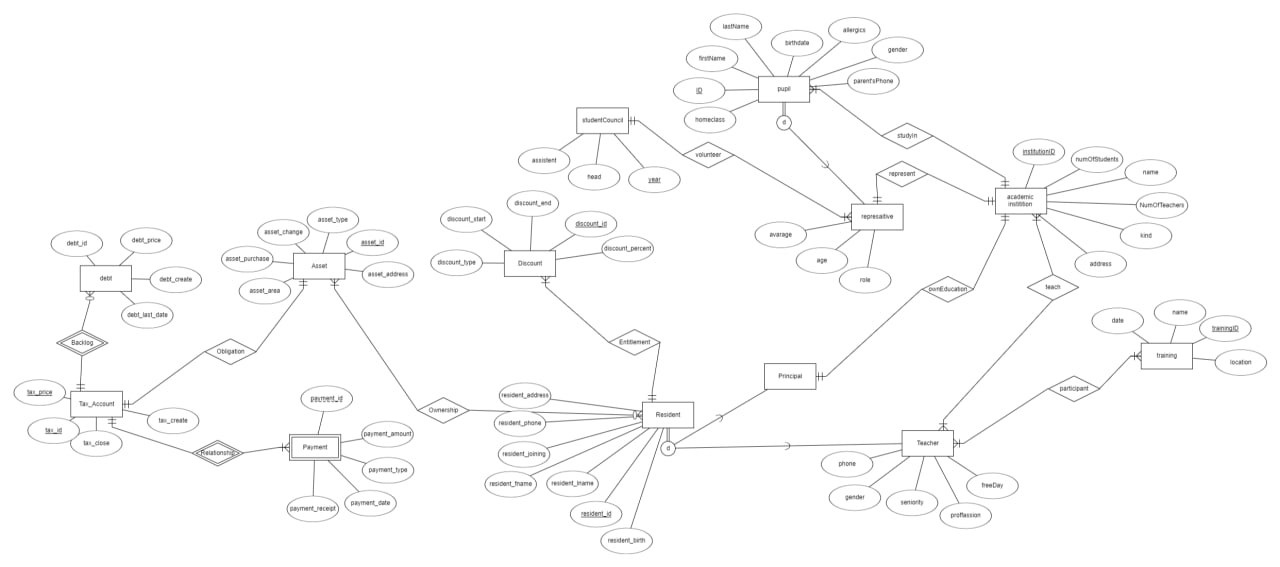 lastName
allergics
birthdate
gender
firstName
parent'sPhone
pupil
ID
homeclass
d
studentCouncil
studyIn
institutionID
numOfStudents
volunteer
assistent
head
year
represent
name
academic
institition
NumOfTeachers
represaitive
avarage
age
role
kind
address
discount_end
discount_start
discount_id
discount_percent
discount_type
Discount
asset_type
asset_change
asset_id
asset_purchase
Asset
asset_address
asset_area
debt_id
debt_price
debt
debt_create
debt_last_date
ownEducation
teach
Backlog
Obligation
Entitlement
name
date
trainingID
training
location
Principal
participant
tax_price
Tax_Account
tax_create
tax_id
tax_close
payment_id
Ownership
resident_address
Resident
resident_phone
resident_joining
d
resident_fname
resident_lname
resident_id
resident_birth
Relationship
Payment
payment_amount
payment_type
payment_date
payment_receipt
Teacher
phone
gender
seniority
proffassion
freeDay